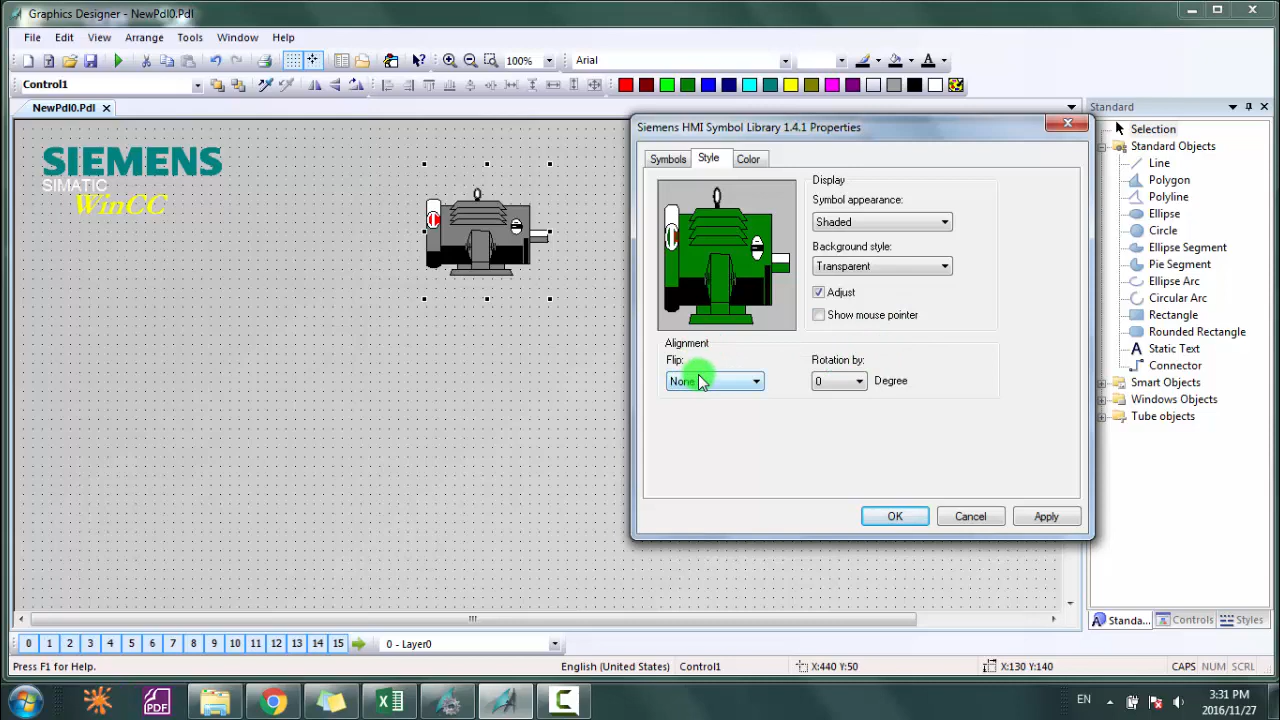 Graphics Designer - NewPdl0.Pdl
File Edit View Arrange Tools Window Help
100% Arial
Control1
NewPdl0.Pdl
SIEMENS
SIMATIC
WinCC
Siemens HMI Symbol Library 1.4.1 Properties
Symbols Style Color
Display
Symbol appearance:
Shaded
Background style:
Transparent
Adjust
Show mouse pointer
Alignment
Flip: Rotation by:
None 0 Degree
OK Cancel Apply
Standard
Selection
Standard Objects
Line
Polygon
Polyline
Ellipse
Circle
Ellipse Segment
Pie Segment
Ellipse Arc
Circular Arc
Rectangle
Rounded Rectangle
Static Text
Connector
Smart Objects
Windows Objects
Tube objects
Standa... Controls Styles
0 1 2 3 4 5 6 7 8 9 10 11 12 13 14 15 0 - Layer0
Press F1 for Help. English (United States) Control1 X:440 Y:50 X:130 Y:140 CAPS NUM SCRL
PDF EN 3:31 PM
2016/11/27